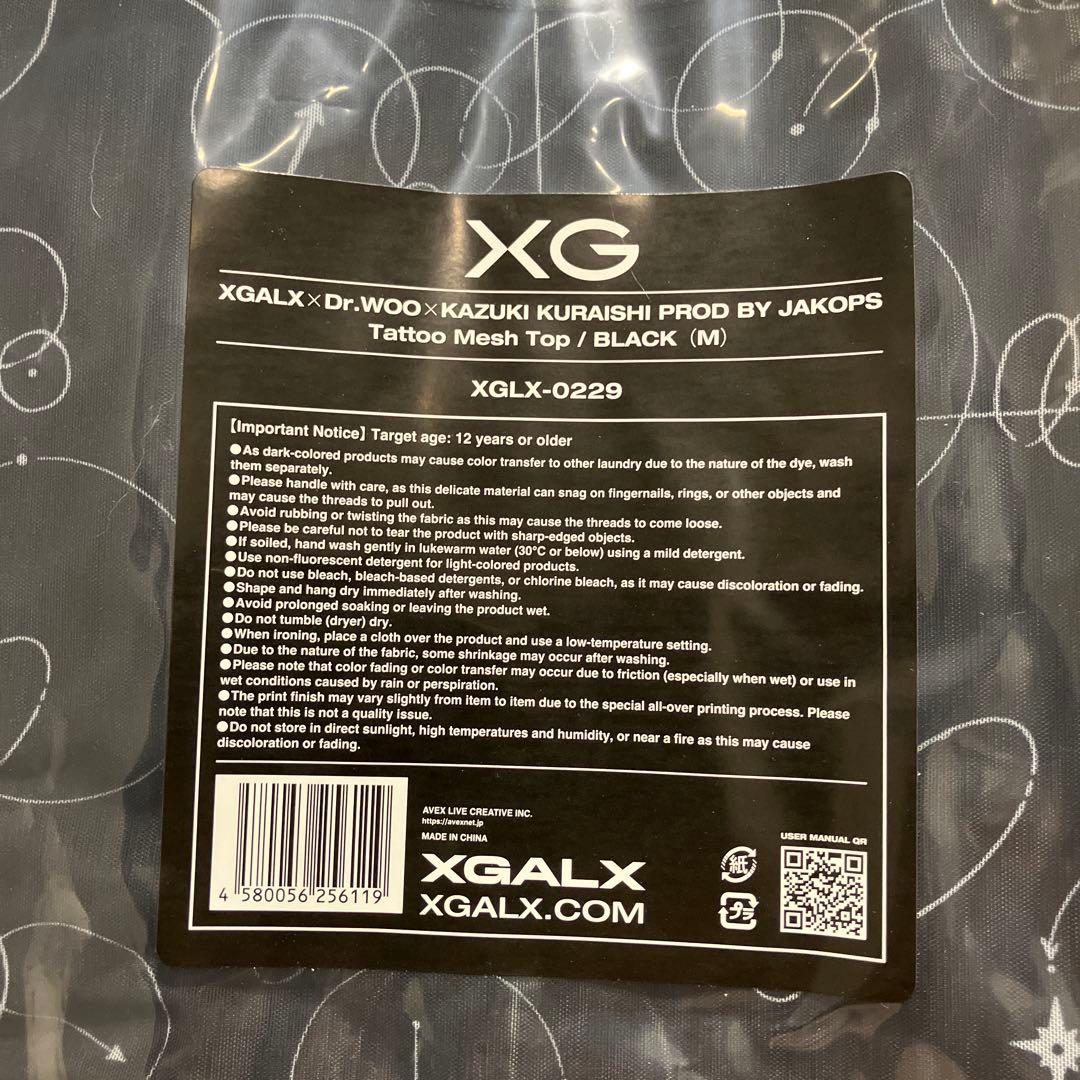 XG
XGALX×Dr.WOO×KAZUKI KURAISHI PROD BY JAKOPS
Tattoo Mesh Top / BLACK（M）
XGLX-0229
【Important Notice】Target age: 12 years or older
●As dark-colored products may cause color transfer to other laundry due to the nature of the dye, wash
them separately.
●Please handle with care, as this delicate material can snag on fingernails, rings, or other objects and
may cause the threads to pull out.
●Avoid rubbing or twisting the fabric as this may cause the threads to come loose.
●Please be careful not to tear the product with sharp-edged objects.
●If soiled, hand wash gently in lukewarm water (30°C or below) using a mild detergent.
●Use non-fluorescent detergent for light-colored products.
●Do not use bleach, bleach-based detergents, or chlorine bleach, as it may cause discoloration or fading.
●Shape and hang dry immediately after washing.
●Avoid prolonged soaking or leaving the product wet.
●Do not tumble (dryer) dry.
●When ironing, place a cloth over the product and use a low-temperature setting.
●Due to the nature of the fabric, some shrinkage may occur after washing.
●Please note that color fading or color transfer may occur due to friction (especially when wet) or use in
wet conditions caused by rain or perspiration.
●The print finish may vary slightly from item to item due to the special all-over printing process. Please
note that this is not a quality issue.
●Do not store in direct sunlight, high temperatures and humidity, or near a fire as this may cause
discoloration or fading.
4 580056 256119
AVEX LIVE CREATIVE INC.
https://avexnet.jp
MADE IN CHINA
XGALX
XGALX.COM
USER MANUAL QR
紙
プラ